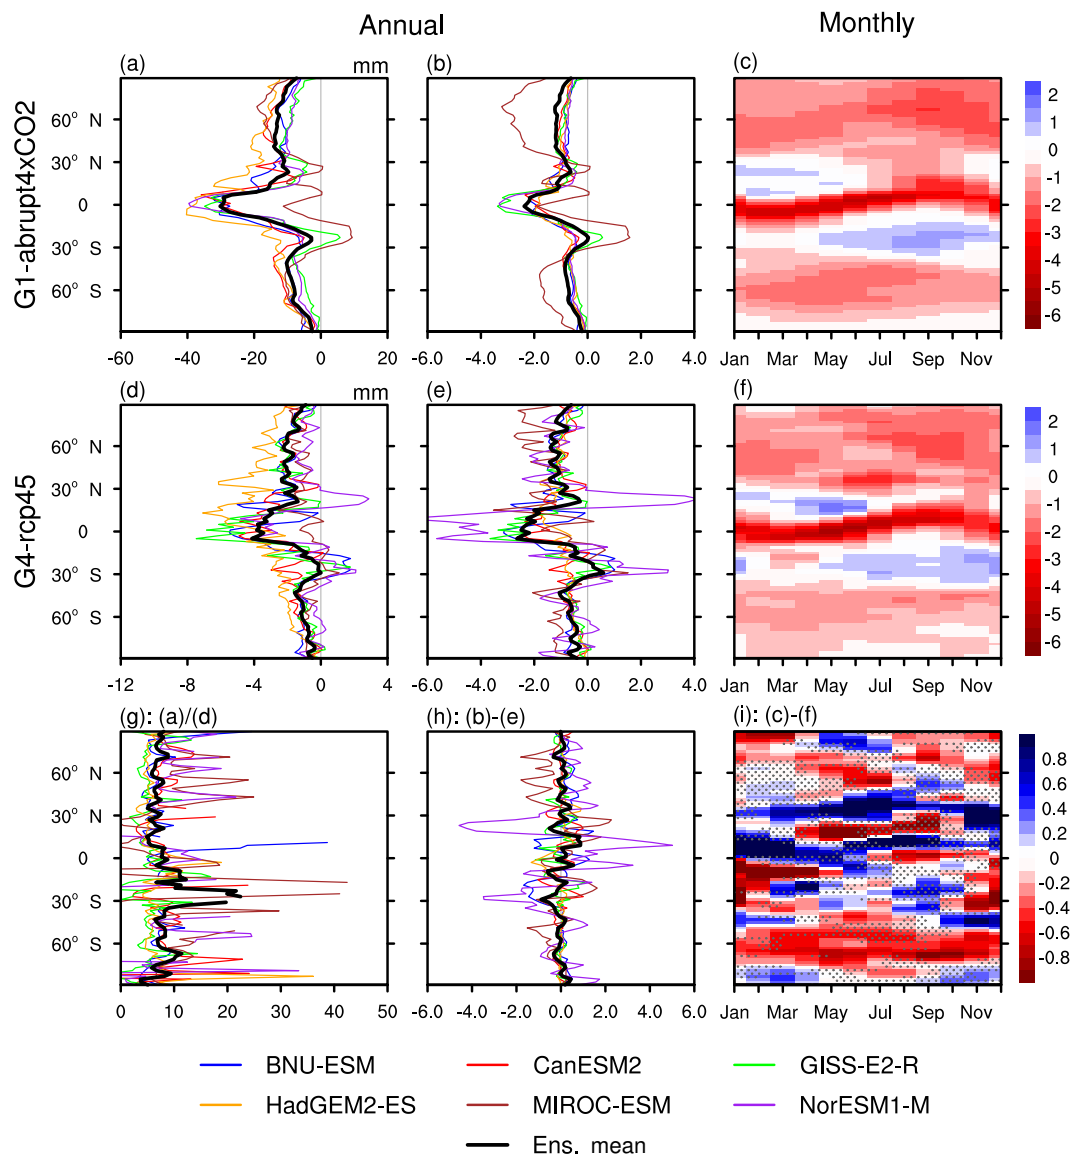 Annual Monthly
(a) mm (b) (c)
G1-abrupt4xCO2
60° N
30° N
0
30° S
60° S
2
1
0
-1
-2
-3
-4
-5
-6
-60 -40 -20 0 20 -4.0 -2.0 0.0 2.0 4.0 Jan Mar May Jul Sep Nov
(d) mm (e) (f)
G4-rcp45
60° N
30° N
0
30° S
60° S
2
1
0
-1
-2
-3
-4
-5
-6
-12 -8 -4 0 4 -6.0 -4.0 -2.0 0.0 2.0 4.0 Jan Mar May Jul Sep Nov
(g): (a)/(d) (h): (b)-(e) (i): (c)-(f)
60° N
30° N
0
30° S
60° S
0.8
0.6
0.4
0.2
0
-0.2
-0.4
-0.6
-0.8
0 10 20 30 40 50 -6.0 -4.0 -2.0 0.0 2.0 4.0 6.0 Jan Mar May Jul Sep Nov
BNU-ESM CanESM2 GISS-E2-R
HadGEM2-ES MIROC-ESM NorESM1-M
Ens. mean